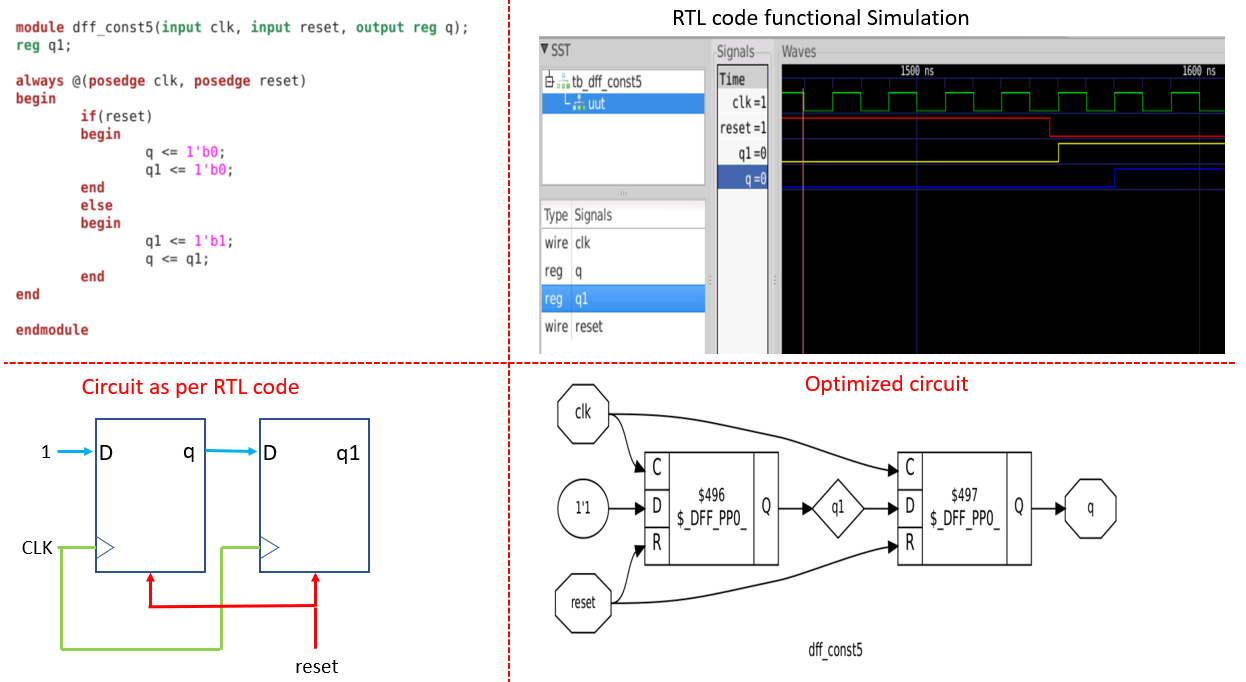 module dff_const5(input clk, input reset, output reg q);
reg q1;
always @(posedge clk, posedge reset)
begin
if(reset)
begin
q <= 1'b0;
q1 <= 1'b0;
end
else
begin
q1 <= 1'b1;
q <= q1;
end
end
endmodule
RTL code functional Simulation
SST
tb_dff_const5
uut
Type Signals
wire clk
reg q
reg q1
wire reset
Signals
Time
clk=1
reset=1
q1=0
q=0
Waves
1500 ns
1600 ns
Circuit as per RTL code
1
D
q
D
q1
CLK
reset
Optimized circuit
clk
1'1
reset
C
D
R
$496
$_DFF_PP0_
Q
q1
C
D
R
$497
$_DFF_PP0_
Q
q
dff_const5